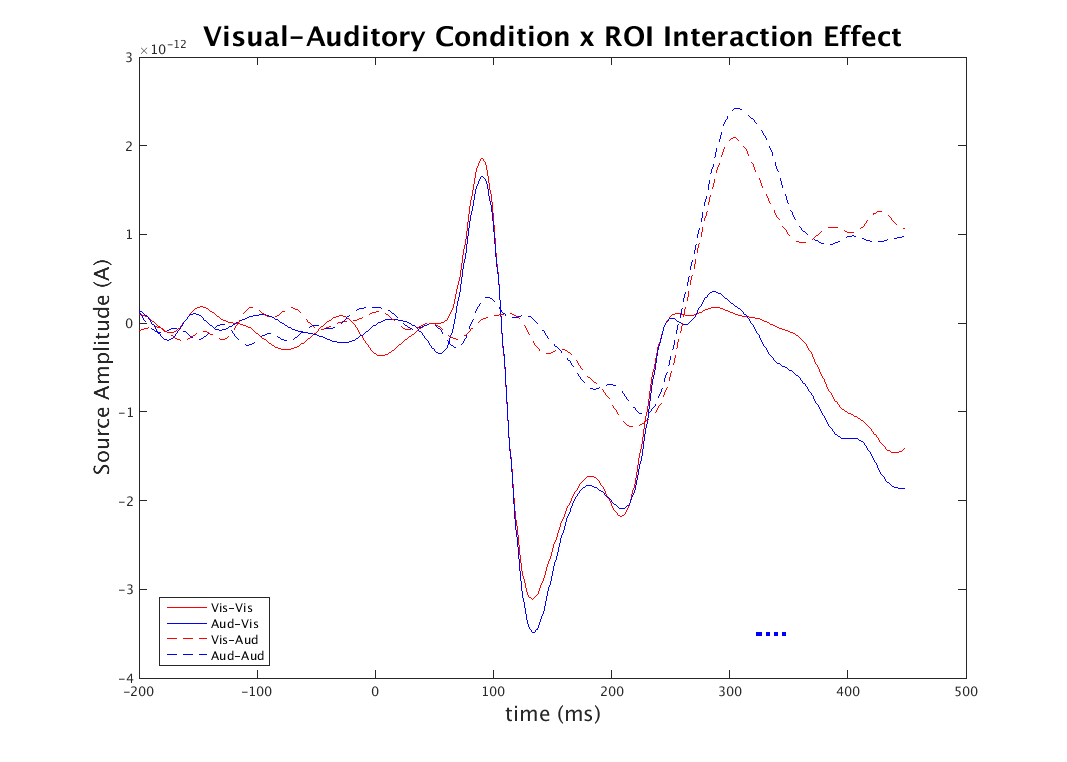 Visual-Auditory Condition x ROI Interaction Effect
×10⁻¹²
3
2
1
0
-1
-2
-3
-4
Source Amplitude (A)
Vis-Vis
Aud-Vis
Vis-Aud
Aud-Aud
-200 -100 0 100 200 300 400 500
time (ms)